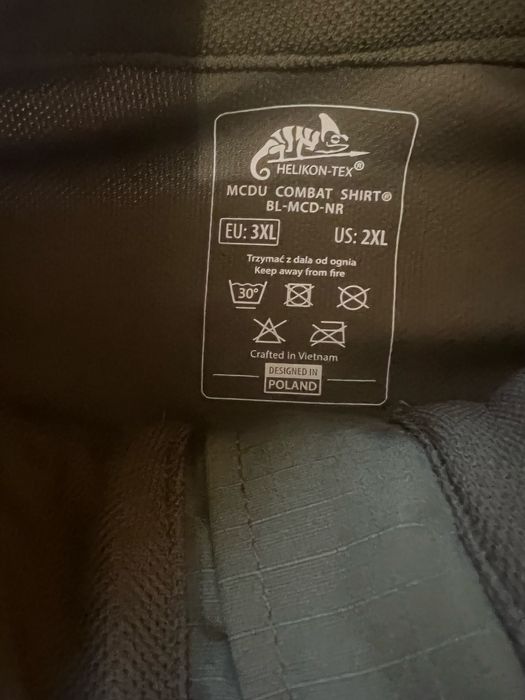 HELIKON-TEX®
MCDU COMBAT SHIRT®
BL-MCD-NR
EU: 3XL US: 2XL
Trzymać z dala od ognia
Keep away from fire
30°
Crafted in Vietnam
DESIGNED IN
POLAND